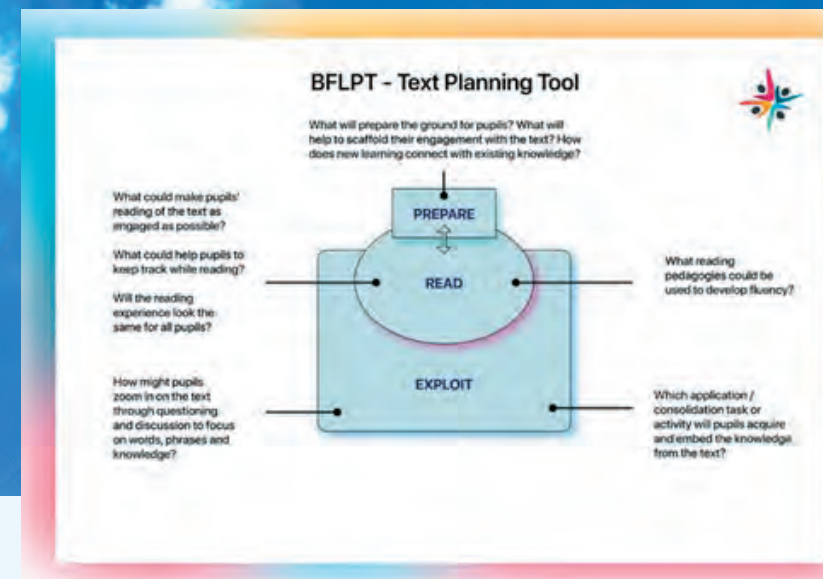 BFLPT - Text Planning Tool
What will prepare the ground for pupils? What will
help to scaffold their engagement with the text? How
does new learning connect with existing knowledge?
PREPARE
What could make pupils'
reading of the text as
engaged as possible?
What could help pupils to
keep track while reading?
Will the reading
experience look the
same for all pupils?
READ
What reading
pedagogies could be
used to develop fluency?
How might pupils
zoom in on the text
through questioning
and discussion to focus
on words, phrases and
knowledge?
EXPLOIT
Which application /
consolidation task or
activity will pupils acquire
and embed the knowledge
from the text?